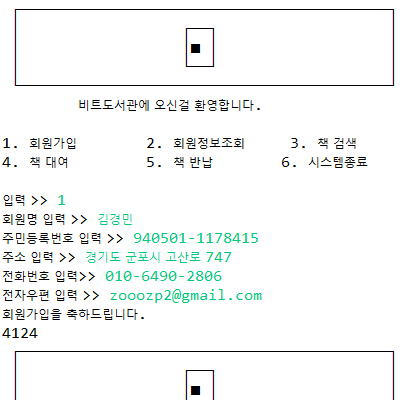 비트도서관에 오신걸 환영합니다.
1. 회원가입 2. 회원정보조회 3. 책 검색
4. 책 대여 5. 책 반납 6. 시스템종료
입력 >> 1
회원명 입력 >> 김경민
주민등록번호 입력 >> 940501-1178415
주소 입력 >> 경기도 군포시 고산로 747
전화번호 입력>> 010-6490-2806
전자우편 입력 >> zooozp2@gmail.com
회원가입을 축하드립니다.
4124